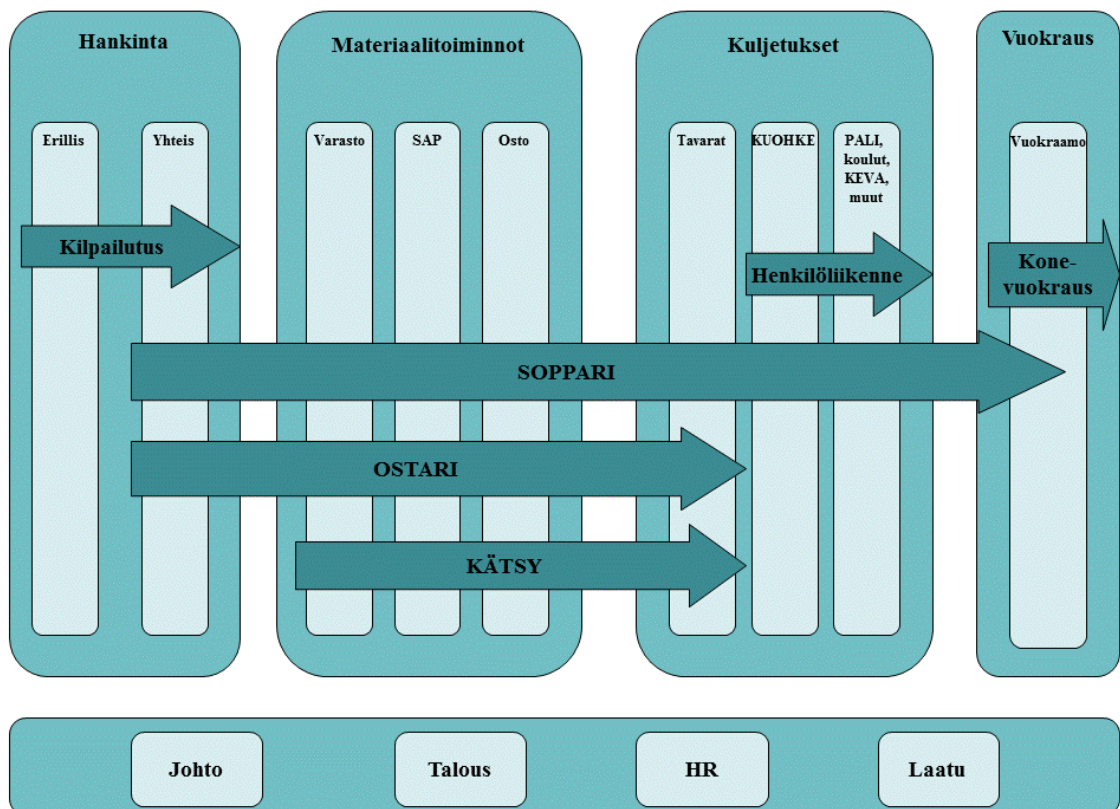 Hankinta
Materiaalitoiminnot
Kuljetukset
Vuokraus
Erillis
Yhteis
Varasto
SAP
Osto
Tavarat
KUOHKE
PALI,
koulut,
KEVA,
muut
Vuokraamo
Kilpailutus
Henkilöliikenne
Kone-
vuokraus
SOPPARI
OSTARI
KÄTSY
Johto
Talous
HR
Laatu